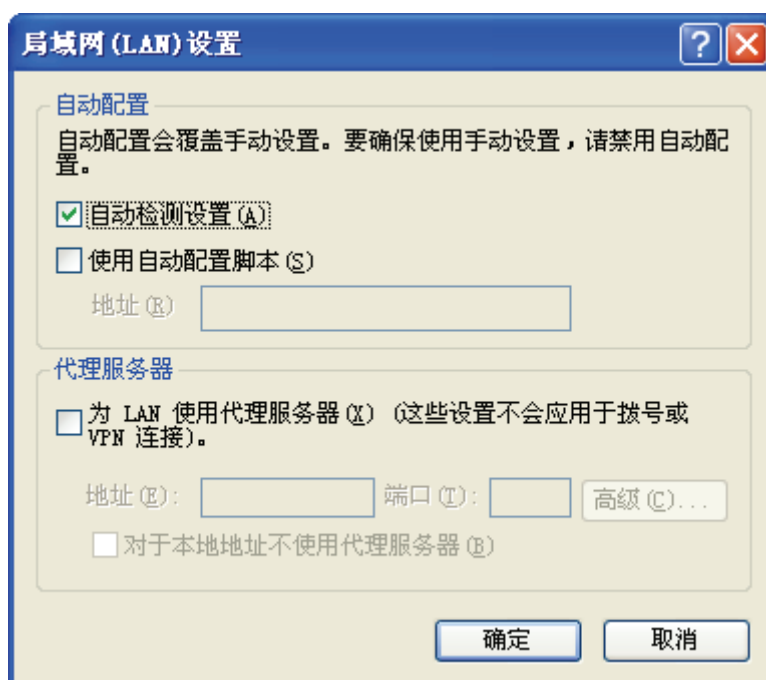 局域网(LAN)设置
自动配置
自动配置会覆盖手动设置。要确保使用手动设置，请禁用自动配
置。
自动检测设置(A)
使用自动配置脚本(S)
地址(R)
代理服务器
为 LAN 使用代理服务器(X) (这些设置不会应用于拨号或
VPN 连接)。
地址(E): 端口(T): 高级(C)...
对于本地地址不使用代理服务器(B)
确定 取消